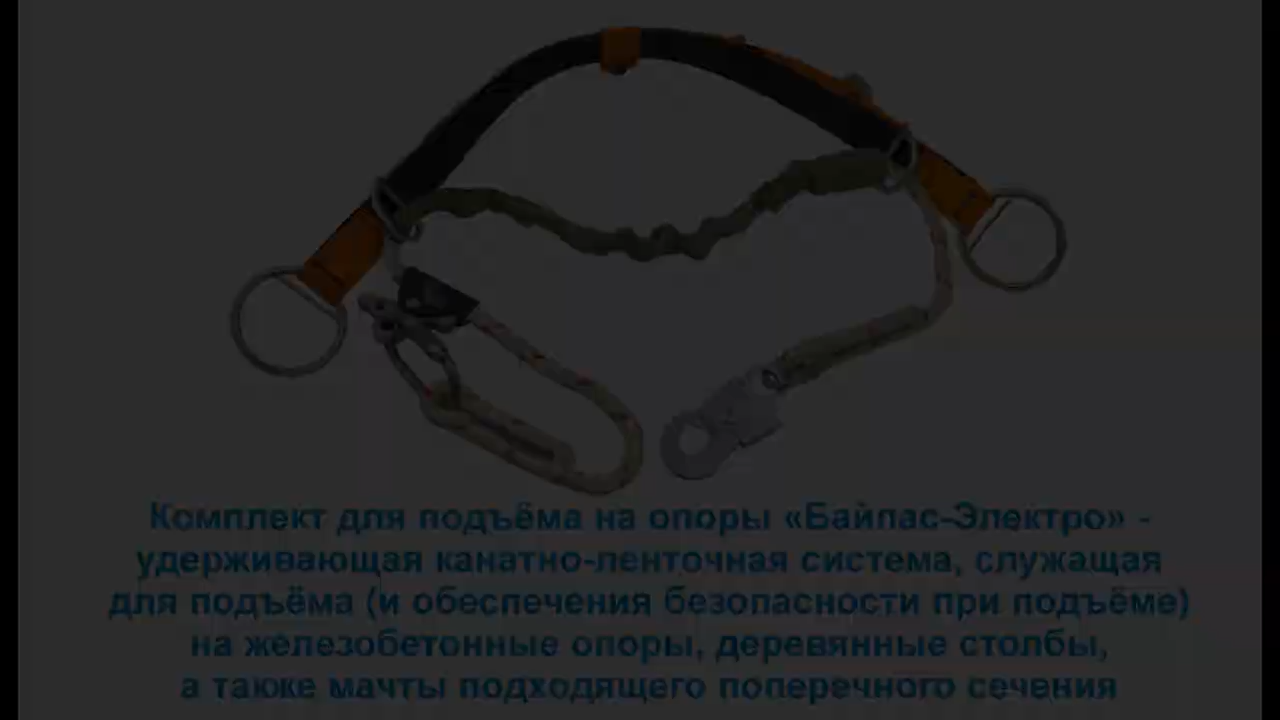 Комплект для подъёма на опоры «Байпас-Электро» -
удерживающая канатно-ленточная система, служащая
для подъёма (и обеспечения безопасности при подъёме)
на железобетонные опоры, деревянные столбы,
а также мачты подходящего поперечного сечения